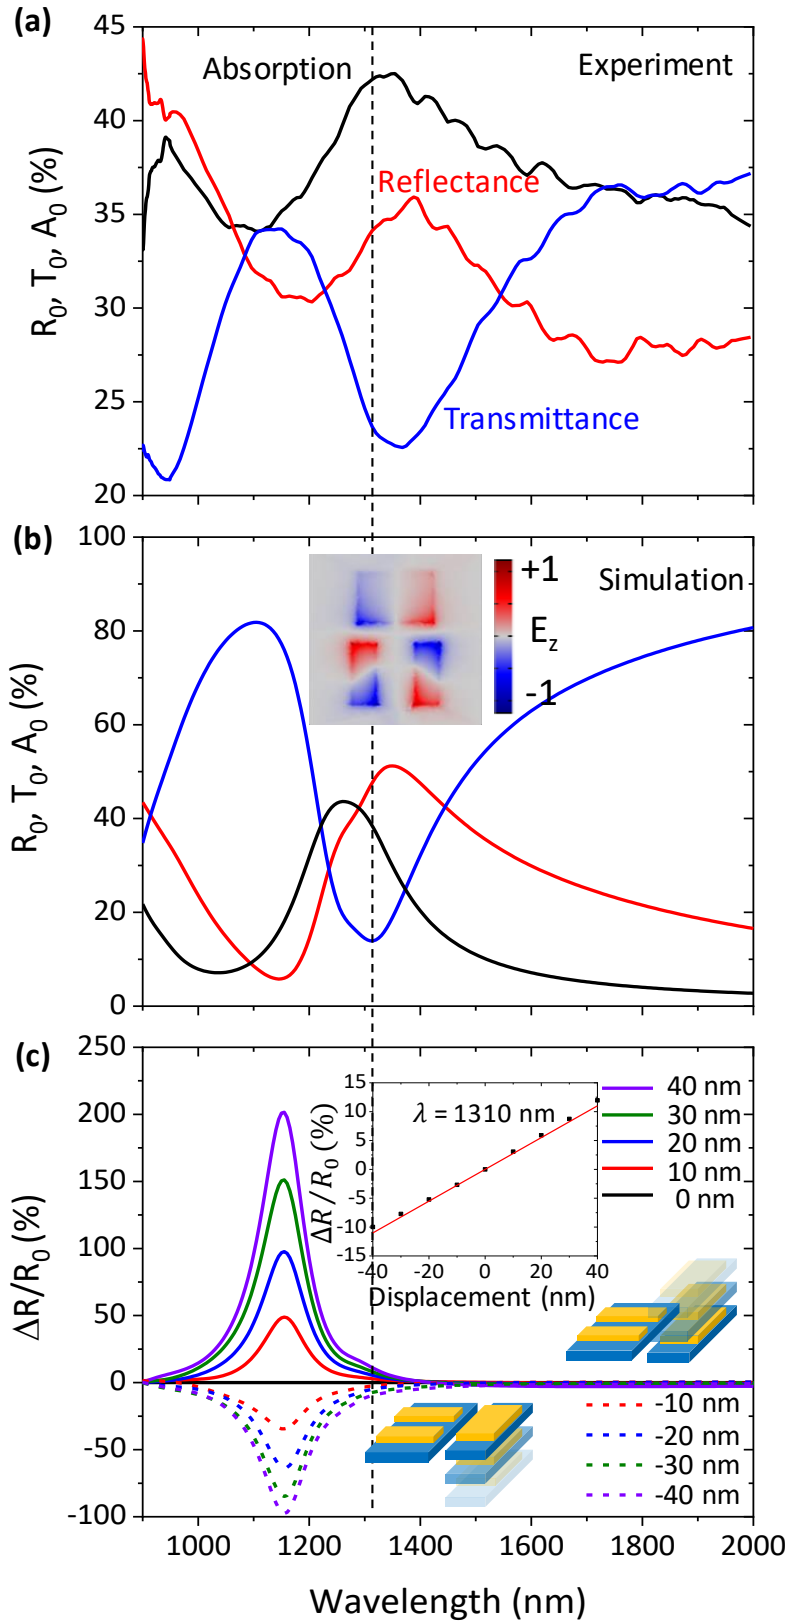 (a)
45
40
35
30
25
20
R₀, T₀, A₀ (%)
Absorption
Experiment
Reflectance
Transmittance
(b)
100
80
60
40
20
0
R₀, T₀, A₀ (%)
+1
E_z
-1
Simulation
(c)
250
200
150
100
50
0
-50
-100
ΔR/R₀ (%)
15
10
5
0
-5
-10
-15
ΔR/R₀ (%)
λ = 1310 nm
-40 -20 0 20 40
Displacement (nm)
40 nm
30 nm
20 nm
10 nm
0 nm
-10 nm
-20 nm
-30 nm
-40 nm
1000 1200 1400 1600 1800 2000
Wavelength (nm)